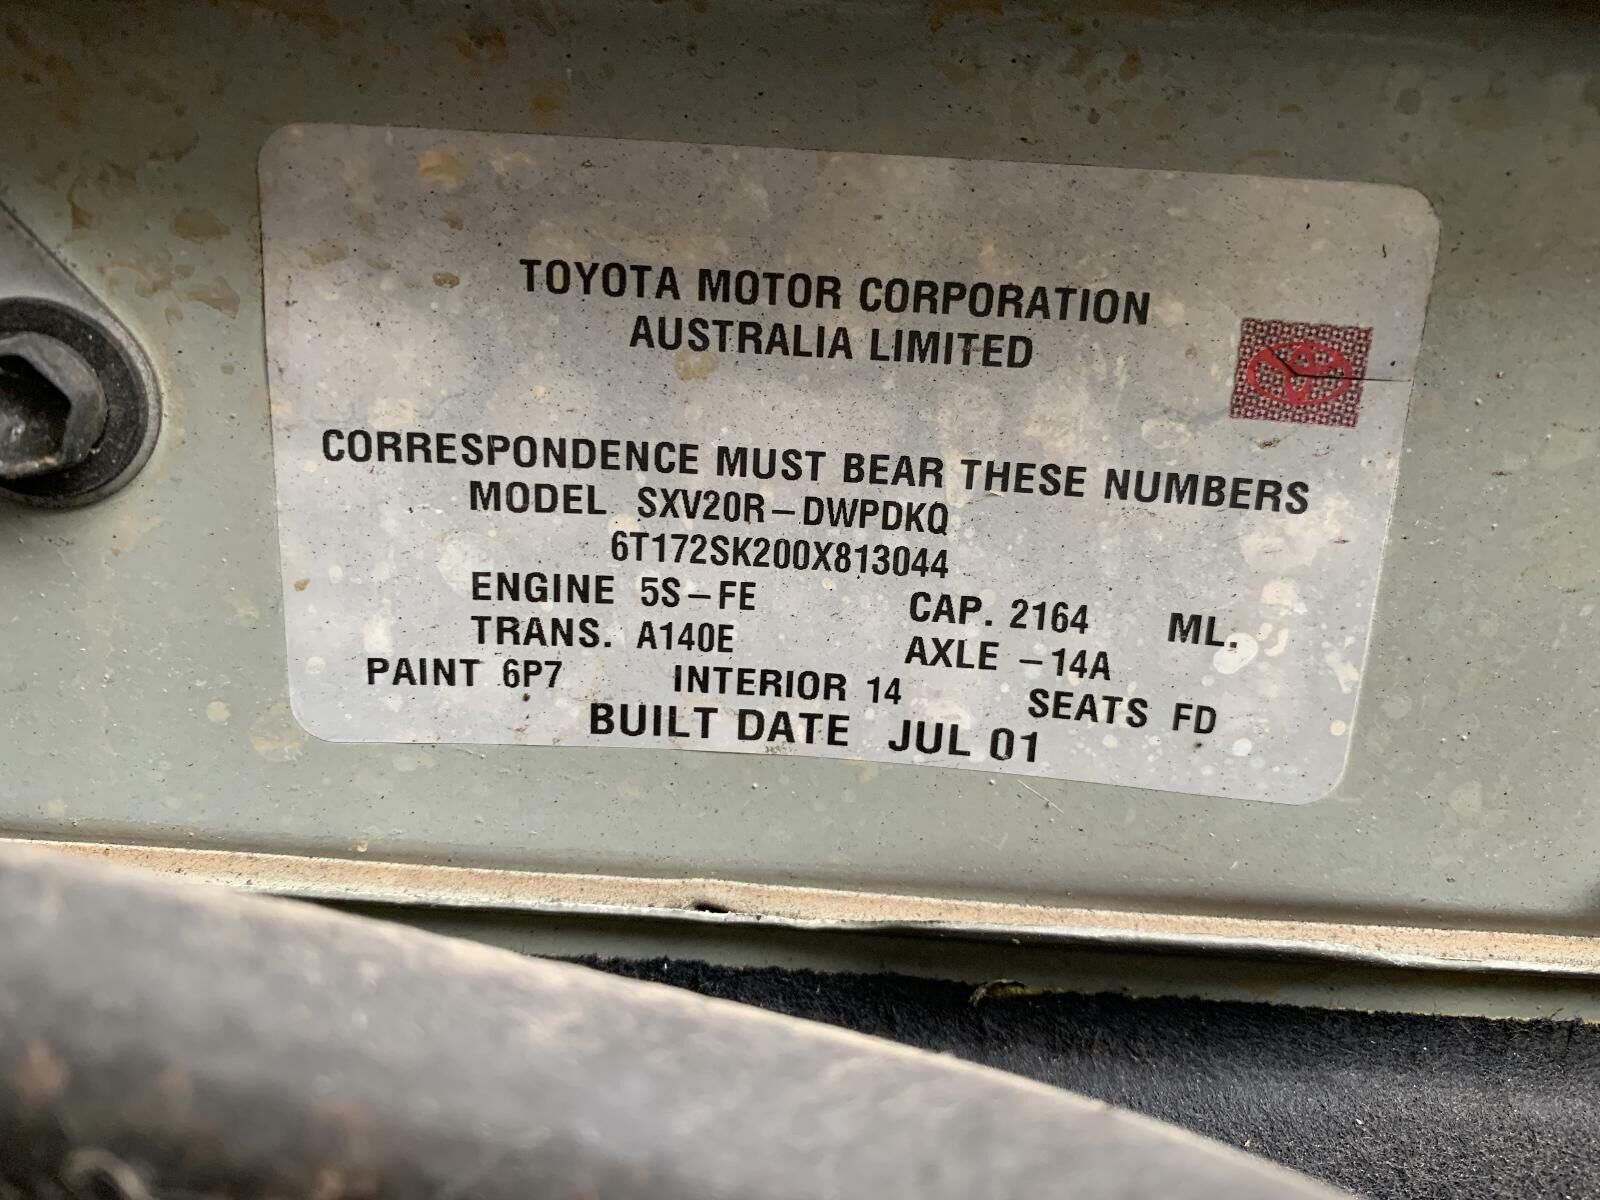 TOYOTA MOTOR CORPORATION
AUSTRALIA LIMITED
CORRESPONDENCE MUST BEAR THESE NUMBERS
MODEL SXV20R-DWPDKQ
6T172SK200X813044
ENGINE 5S-FE CAP. 2164 ML.
TRANS. A140E AXLE -14A
PAINT 6P7 INTERIOR 14 SEATS FD
BUILT DATE JUL 01